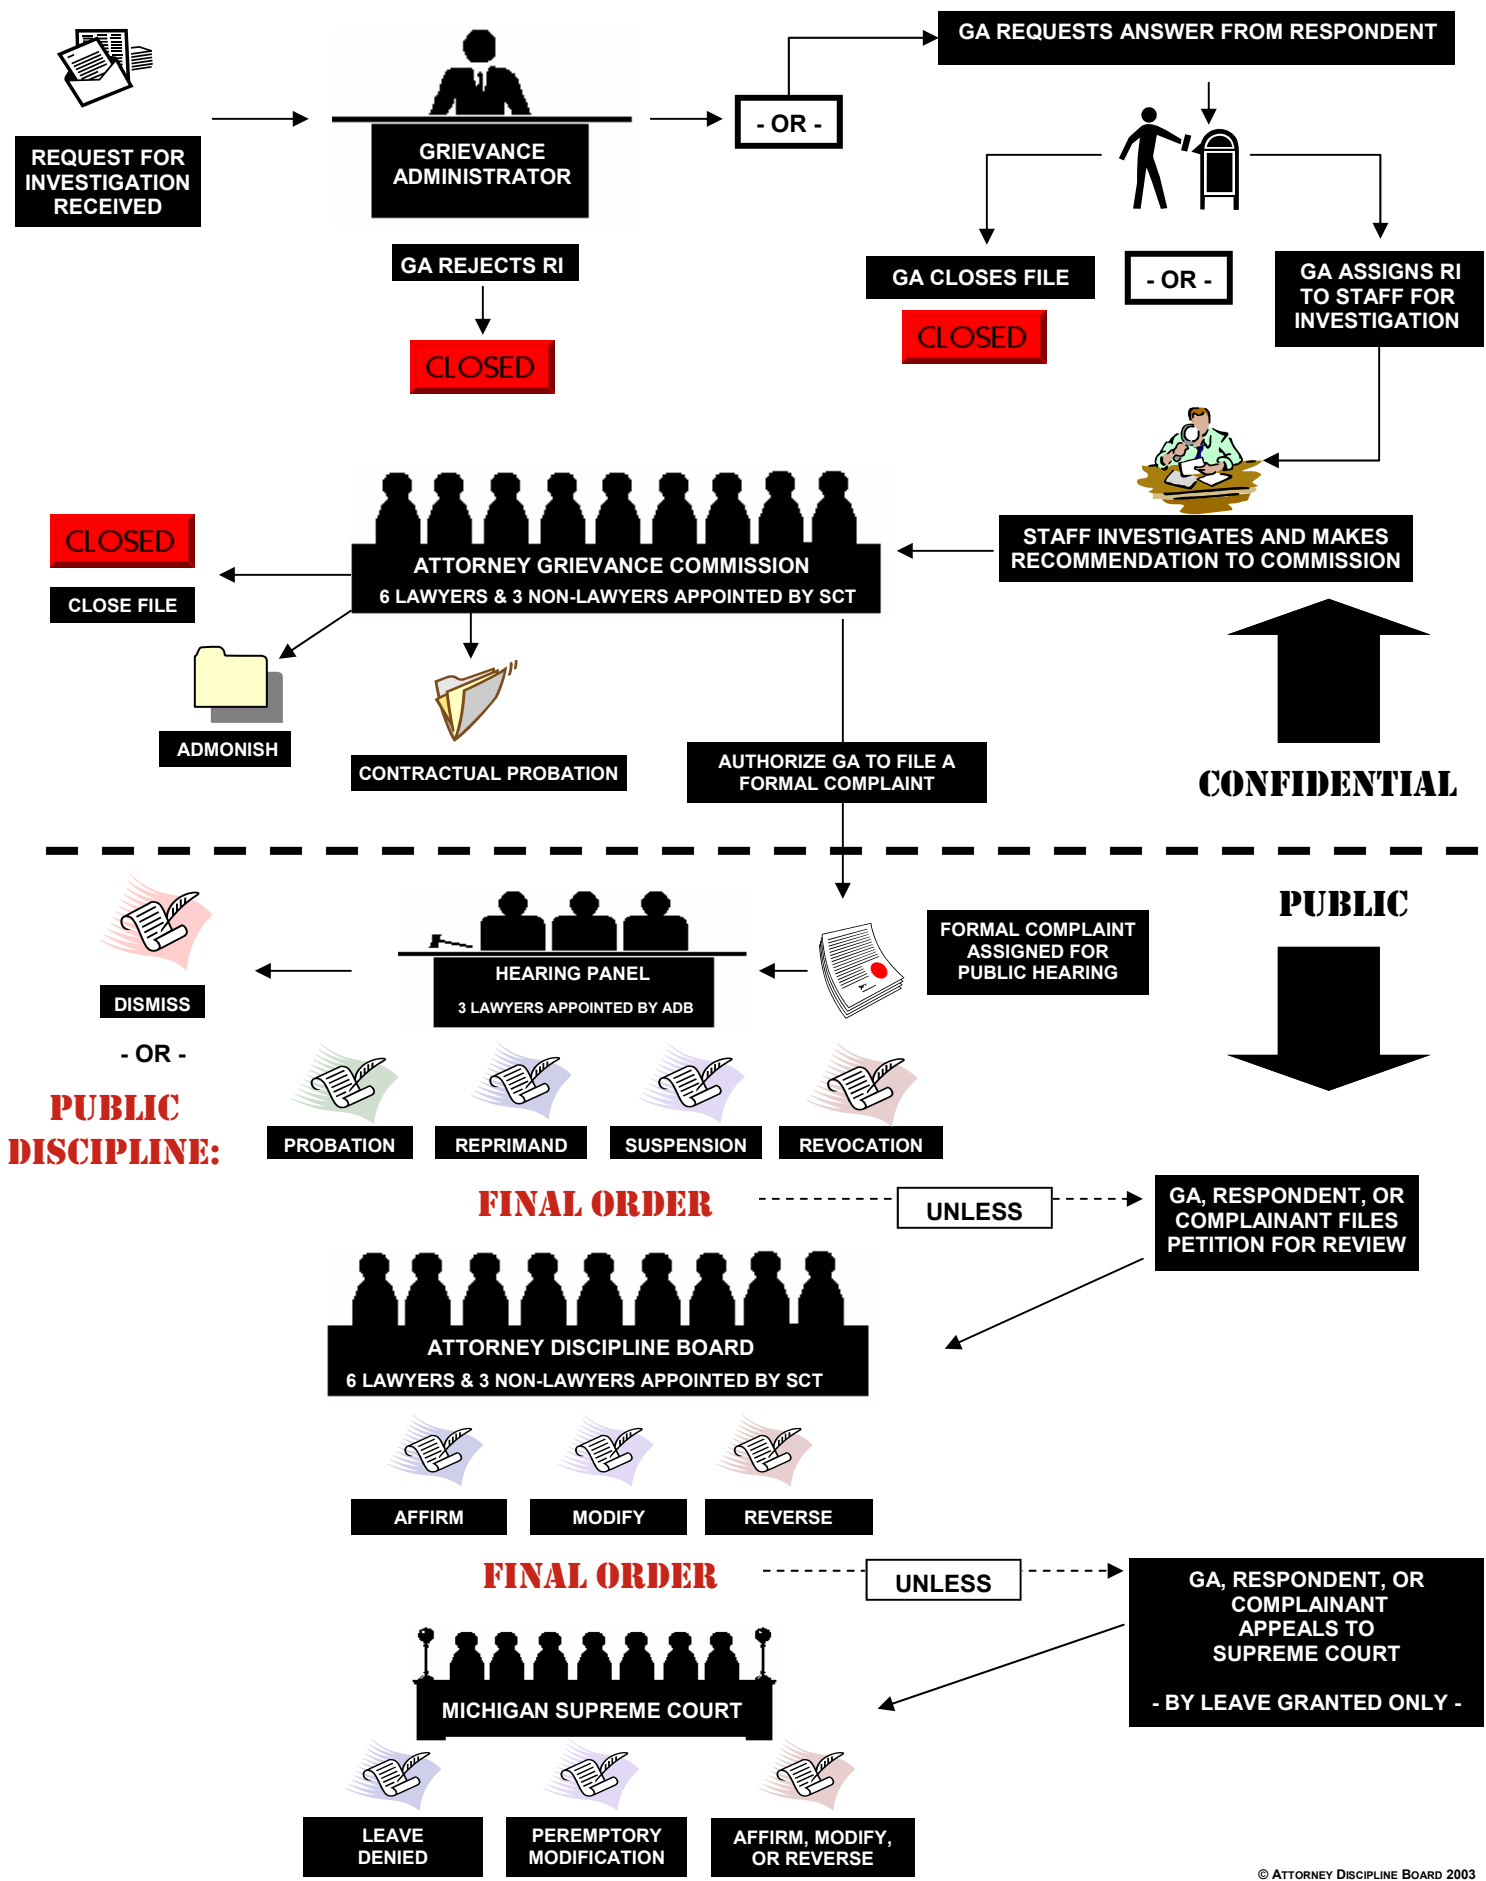 GA REQUESTS ANSWER FROM RESPONDENT
REQUEST FOR
INVESTIGATION
RECEIVED
GRIEVANCE
ADMINISTRATOR
- OR -
GA REJECTS RI
CLOSED
GA CLOSES FILE
CLOSED
- OR -
GA ASSIGNS RI
TO STAFF FOR
INVESTIGATION
STAFF INVESTIGATES AND MAKES
RECOMMENDATION TO COMMISSION
ATTORNEY GRIEVANCE COMMISSION
6 LAWYERS & 3 NON-LAWYERS APPOINTED BY SCT
CLOSED
CLOSE FILE
ADMONISH
CONTRACTUAL PROBATION
AUTHORIZE GA TO FILE A
FORMAL COMPLAINT
CONFIDENTIAL
PUBLIC
FORMAL COMPLAINT
ASSIGNED FOR
PUBLIC HEARING
HEARING PANEL
3 LAWYERS APPOINTED BY ADB
DISMISS
- OR -
PUBLIC
DISCIPLINE:
PROBATION
REPRIMAND
SUSPENSION
REVOCATION
FINAL ORDER
UNLESS
GA, RESPONDENT, OR
COMPLAINANT FILES
PETITION FOR REVIEW
ATTORNEY DISCIPLINE BOARD
6 LAWYERS & 3 NON-LAWYERS APPOINTED BY SCT
AFFIRM
MODIFY
REVERSE
FINAL ORDER
UNLESS
GA, RESPONDENT, OR
COMPLAINANT
APPEALS TO
SUPREME COURT
- BY LEAVE GRANTED ONLY -
MICHIGAN SUPREME COURT
LEAVE
DENIED
PEREMPTORY
MODIFICATION
AFFIRM, MODIFY,
OR REVERSE
© ATTORNEY DISCIPLINE BOARD 2003